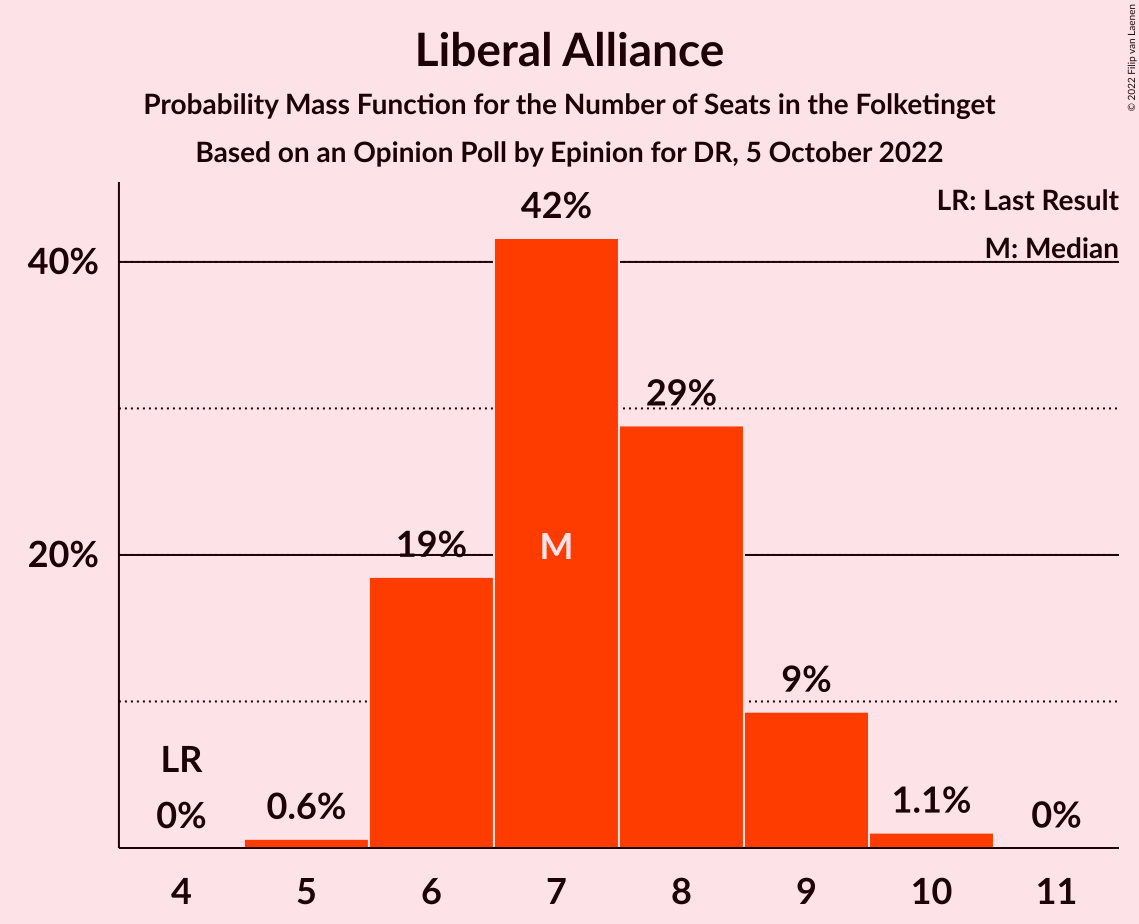 Liberal Alliance
Probability Mass Function for the Number of Seats in the Folketinget
Based on an Opinion Poll by Epinion for DR, 5 October 2022
© 2022 Filip van Laenen
LR: Last Result
M: Median
40%
20%
LR
0%
0.6%
19%
42%
M
29%
9%
1.1%
0%
4 5 6 7 8 9 10 11